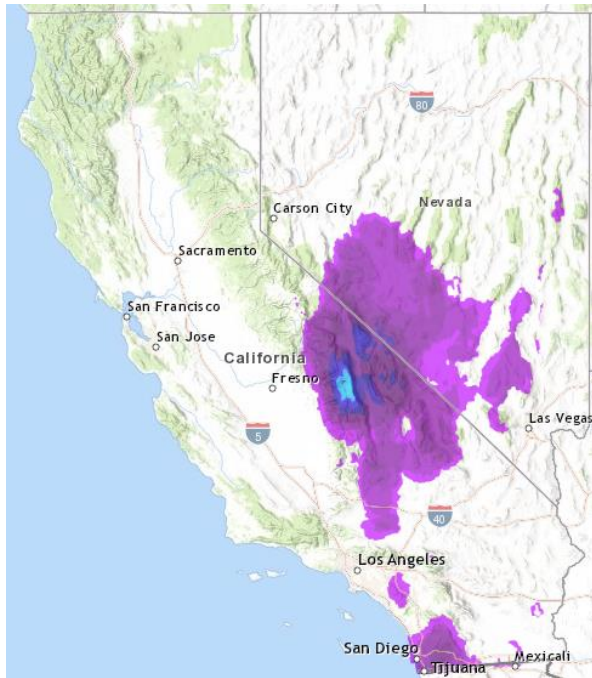 80
Nevada
Carson City
Sacramento
San Francisco
San Jose
California
Fresno
Las Vegas
5
40
Los Angeles
San Diego
Mexicali
Tijuana